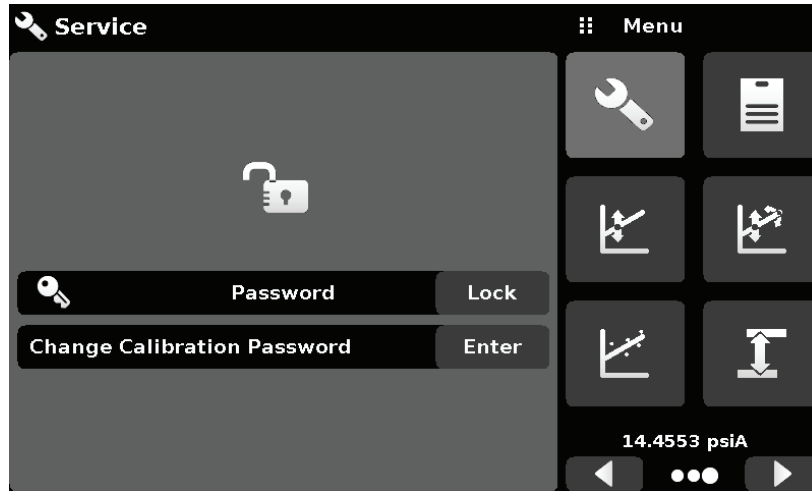 Service
Menu
Password
Lock
Change Calibration Password
Enter
14.4553 psiA